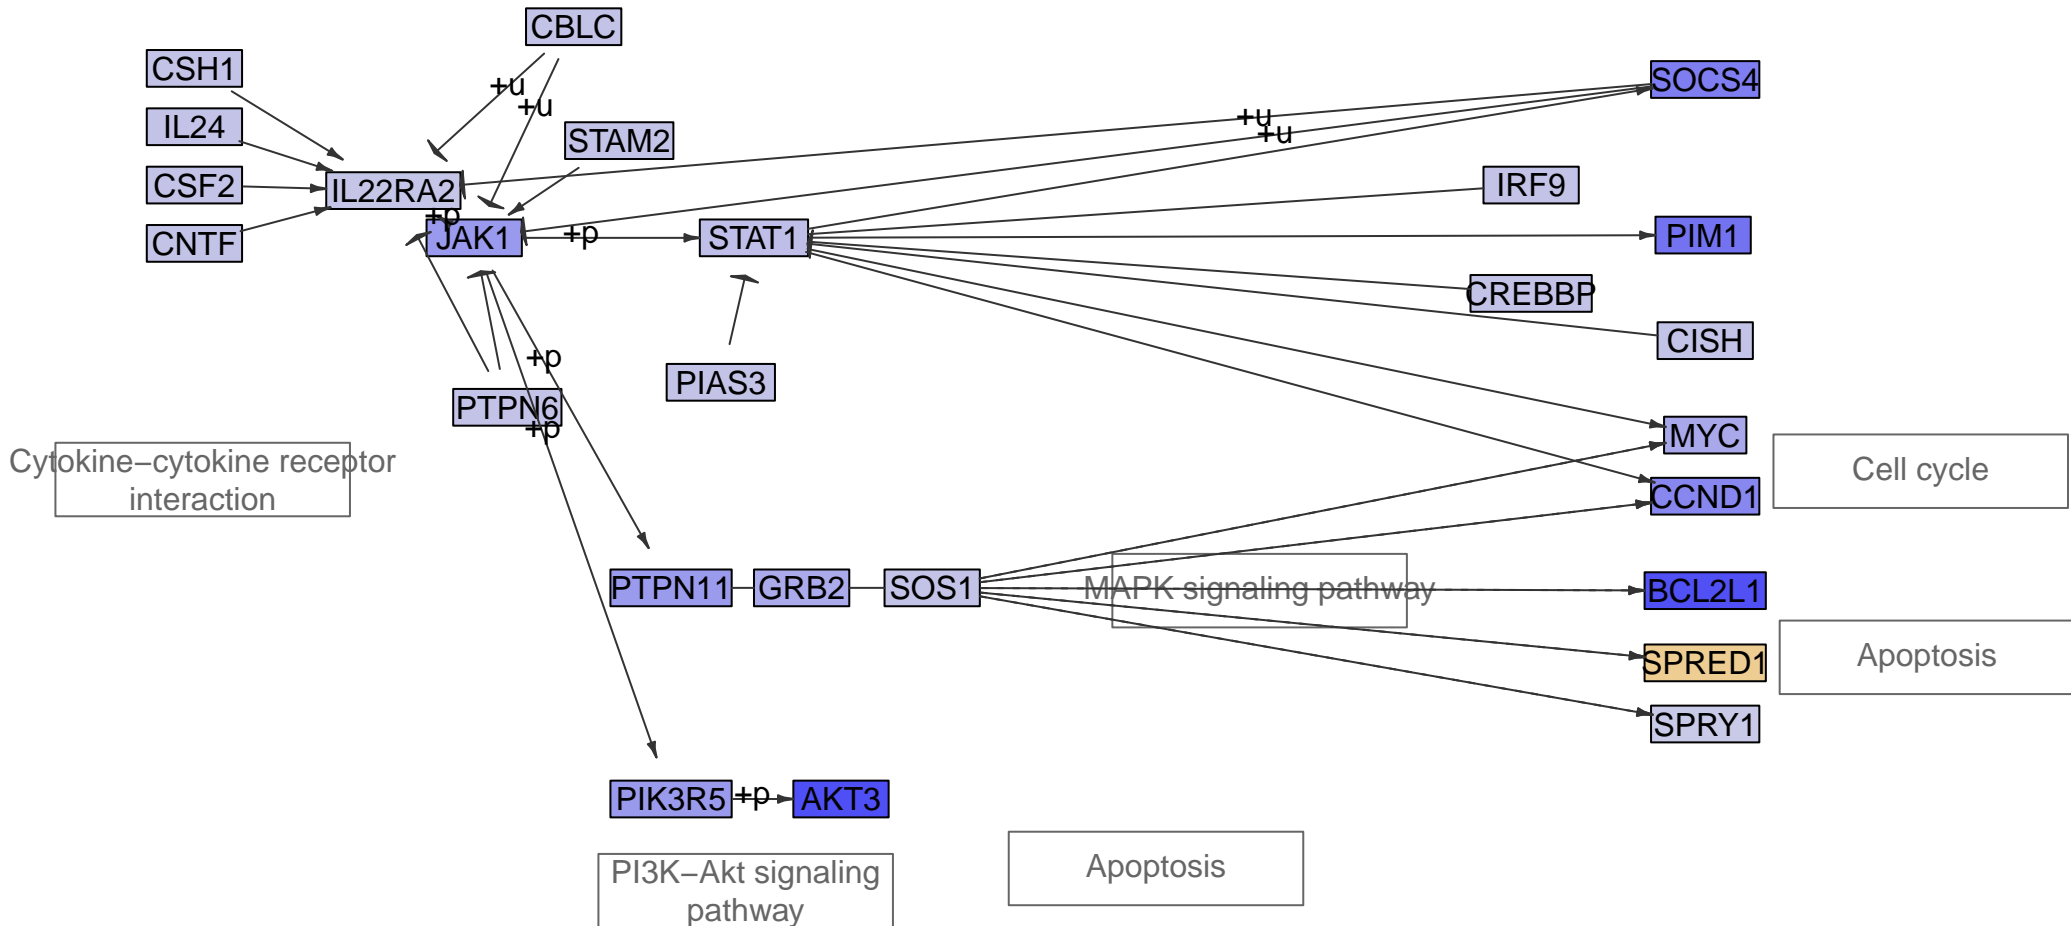 CBLC
CSH1
+u
SOCS4
+u
+u
IL24
+u
STAM2
CSF2
IL22RA2
IRF9
+p
CNTF
JAK1
+p
STAT1
PIM1
CREBBP
CISH
+p
PIAS3
PTPN6
+p
MYC
Cytokine−cytokine receptor
interaction
Cell cycle
CCND1
PTPN11
GRB2
SOS1
MAPK signaling pathway
BCL2L1
SPRED1
Apoptosis
SPRY1
PIK3R5
+p
AKT3
PI3K−Akt signaling
pathway
Apoptosis